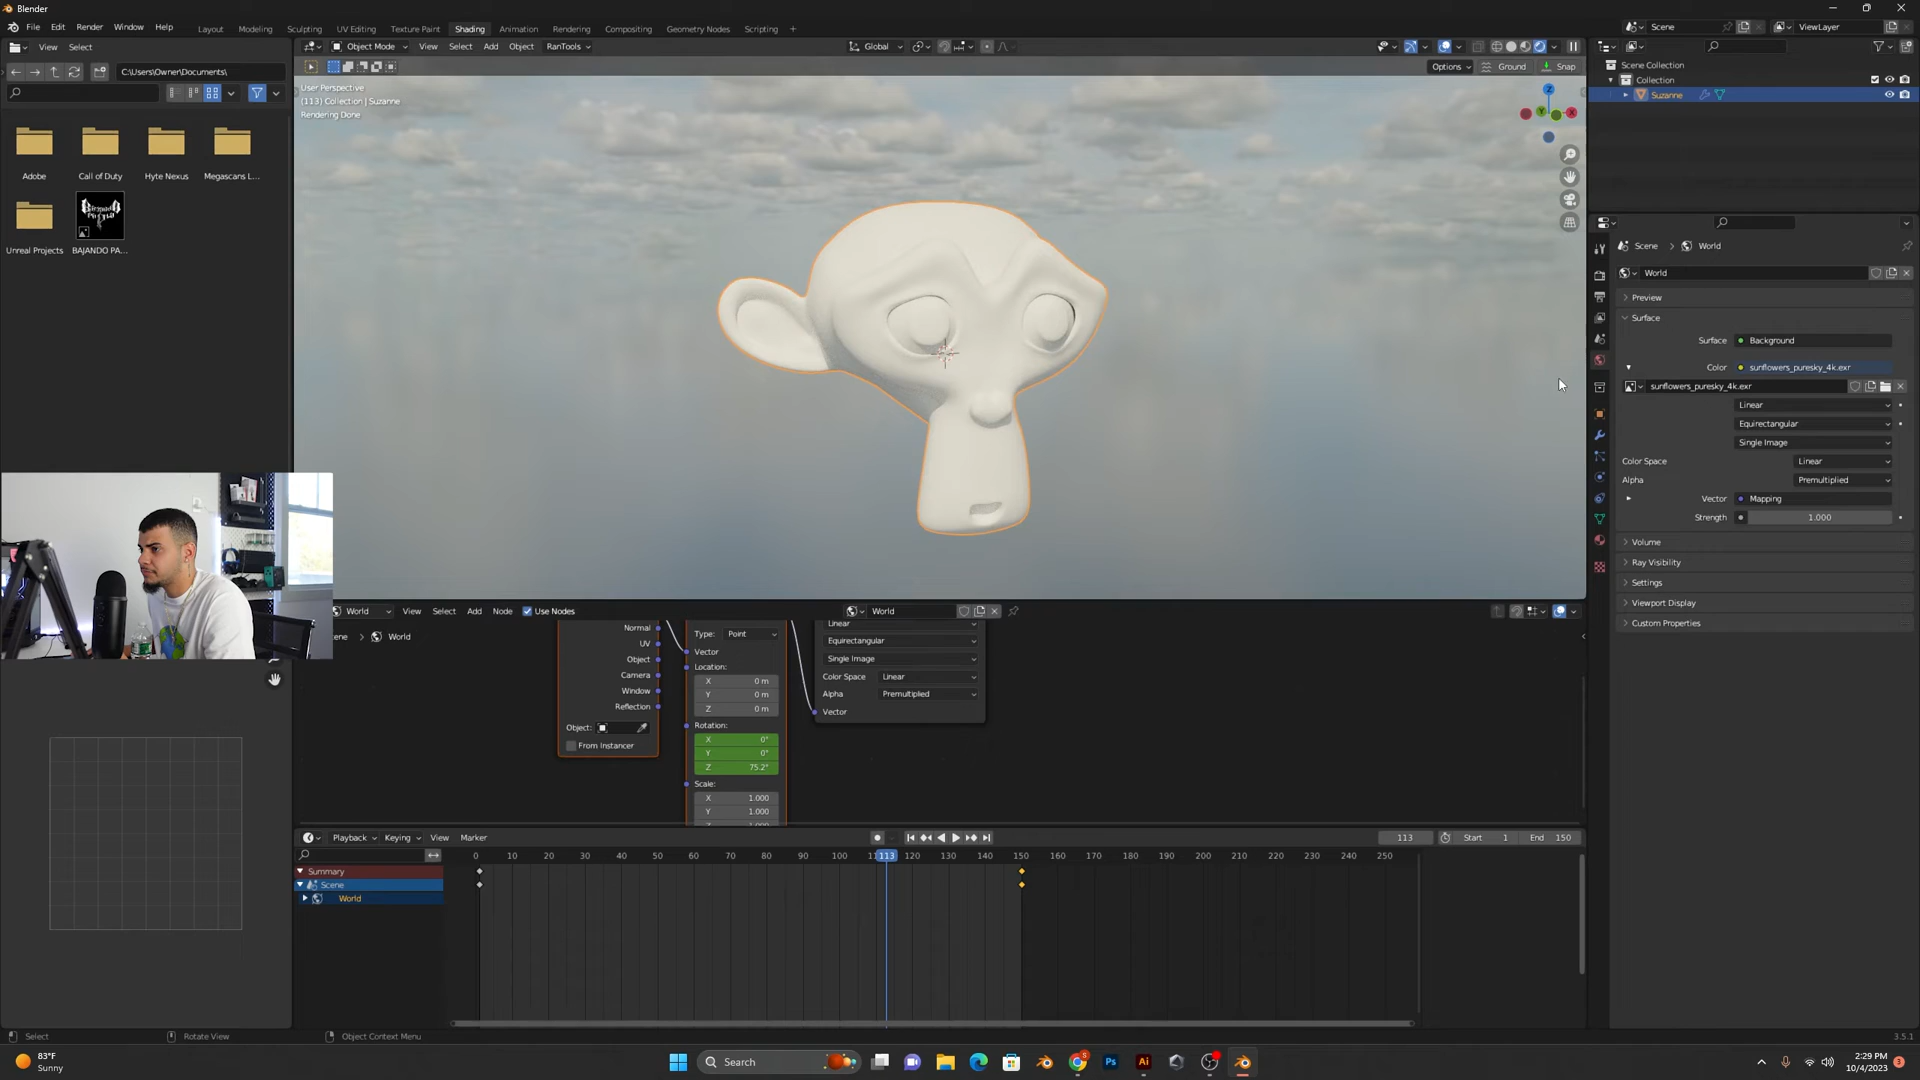 Blender
File Edit Render Window Help
Layout Modeling Sculpting UV Editing Texture Paint Shading Animation Rendering Compositing Geometry Nodes Scripting +
Scene ViewLayer
View Select
Object Mode View Select Add Object RanTools Global
C:\Users\Owner\Documents\
Options Ground Snap
Adobe Call of Duty Hyte Nexus Megascans L...
Unreal Projects BAJANDO PA...
User Perspective
(113) Collection | Suzanne
Rendering Done
Z
Y
X
Scene Collection
Collection
Suzanne
Scene > World
World
Preview
Surface
Surface Background
Color sunflowers_puresky_4k.exr
sunflowers_puresky_4k.exr
Linear
Equirectangular
Single Image
Color Space Linear
Alpha Premultiplied
Vector Mapping
Strength 1.000
Volume
Ray Visibility
Settings
Viewport Display
Custom Properties
World View Select Add Node Use Nodes World
World
Normal
UV
Object
Camera
Window
Reflection
Object:
From Instancer
Type: Point
Vector
Location:
X 0 m
Y 0 m
Z 0 m
Rotation:
X 0°
Y 0°
Z 75.2°
Scale:
X 1.000
Y 1.000
Linear
Equirectangular
Single Image
Color Space Linear
Alpha Premultiplied
Vector
Playback Keying View Marker 113 Start 1 End 150
0 10 20 30 40 50 60 70 80 90 100 113 120 130 140 150 160 170 180 190 200 210 220 230 240 250
Summary
Scene
World
Select Rotate View Object Context Menu 3.5.1
83°F
Sunny
Search
2:29 PM
10/4/2023